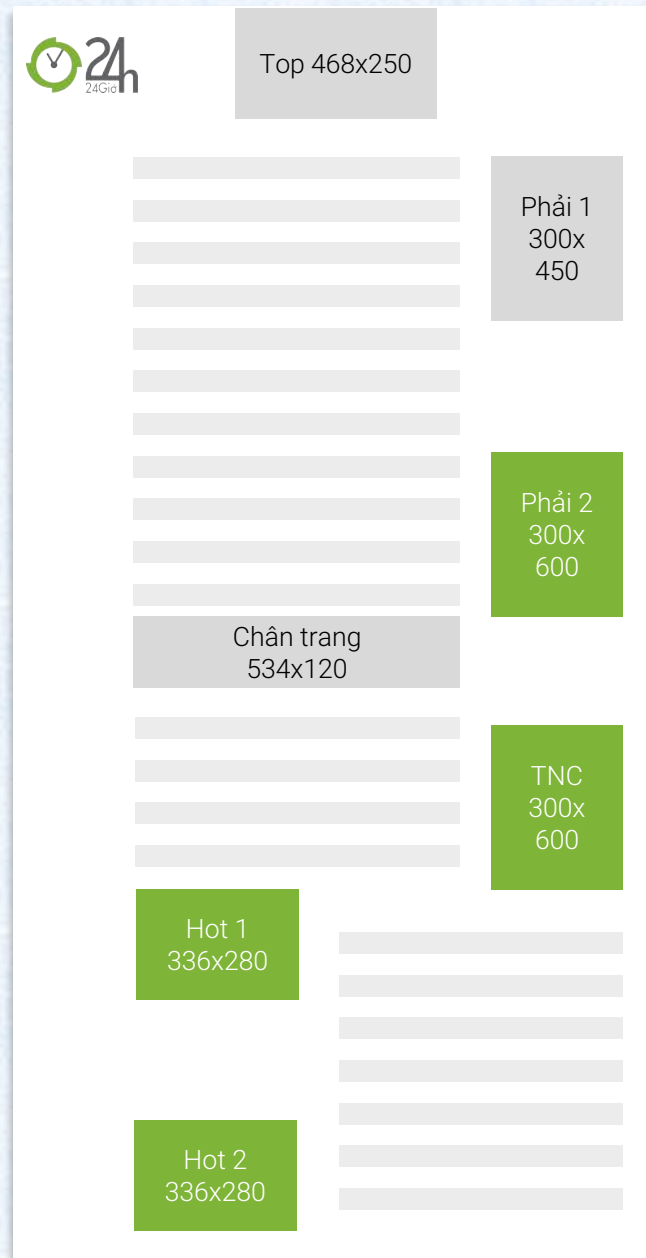 24h
24Giờ
Top 468x250
Phải 1
300x
450
Phải 2
300x
600
Chân trang
534x120
TNC
300x
600
Hot 1
336x280
Hot 2
336x280